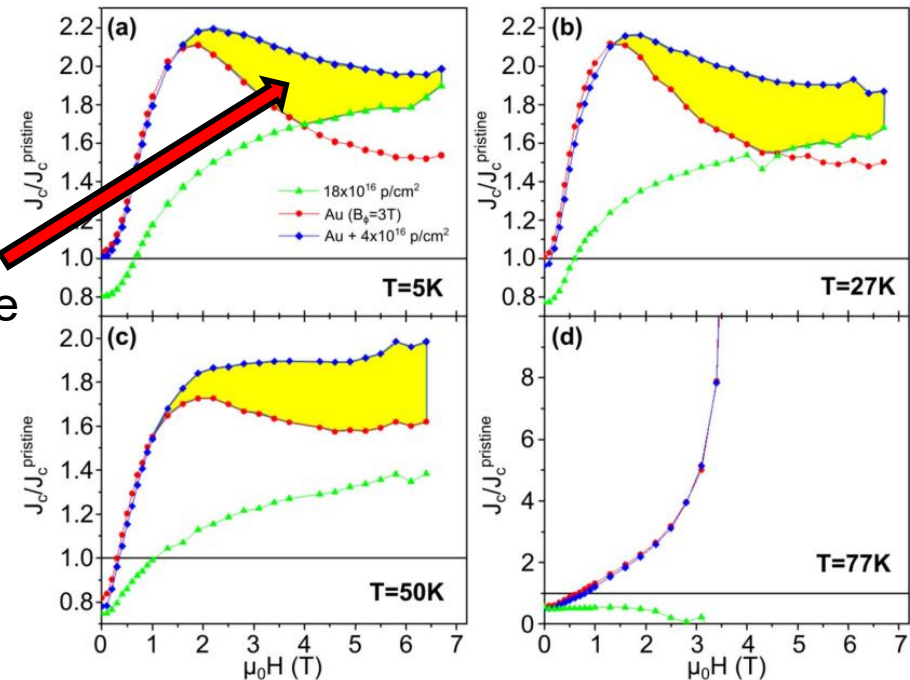 (a)
2.2
2.0
1.8
1.6
1.4
1.0
0.8
J_c/J_c^pristine
18x10^16 p/cm^2
Au (B_ϕ=3T)
Au + 4x10^16 p/cm^2
T=5K
(b)
2.2
2.0
1.8
1.6
1.4
1.2
1.0
0.8
J_c/J_c^pristine
T=27K
e
(c)
2.0
1.8
1.6
1.4
1.2
1.0
0.8
J_c/J_c^pristine
T=50K
0 1 2 3 4 5 6 7
μ_0H (T)
(d)
8
6
4
2
0
J_c/J_c^pristine
T=77K
0 1 2 3 4 5 6 7
μ_0H (T)